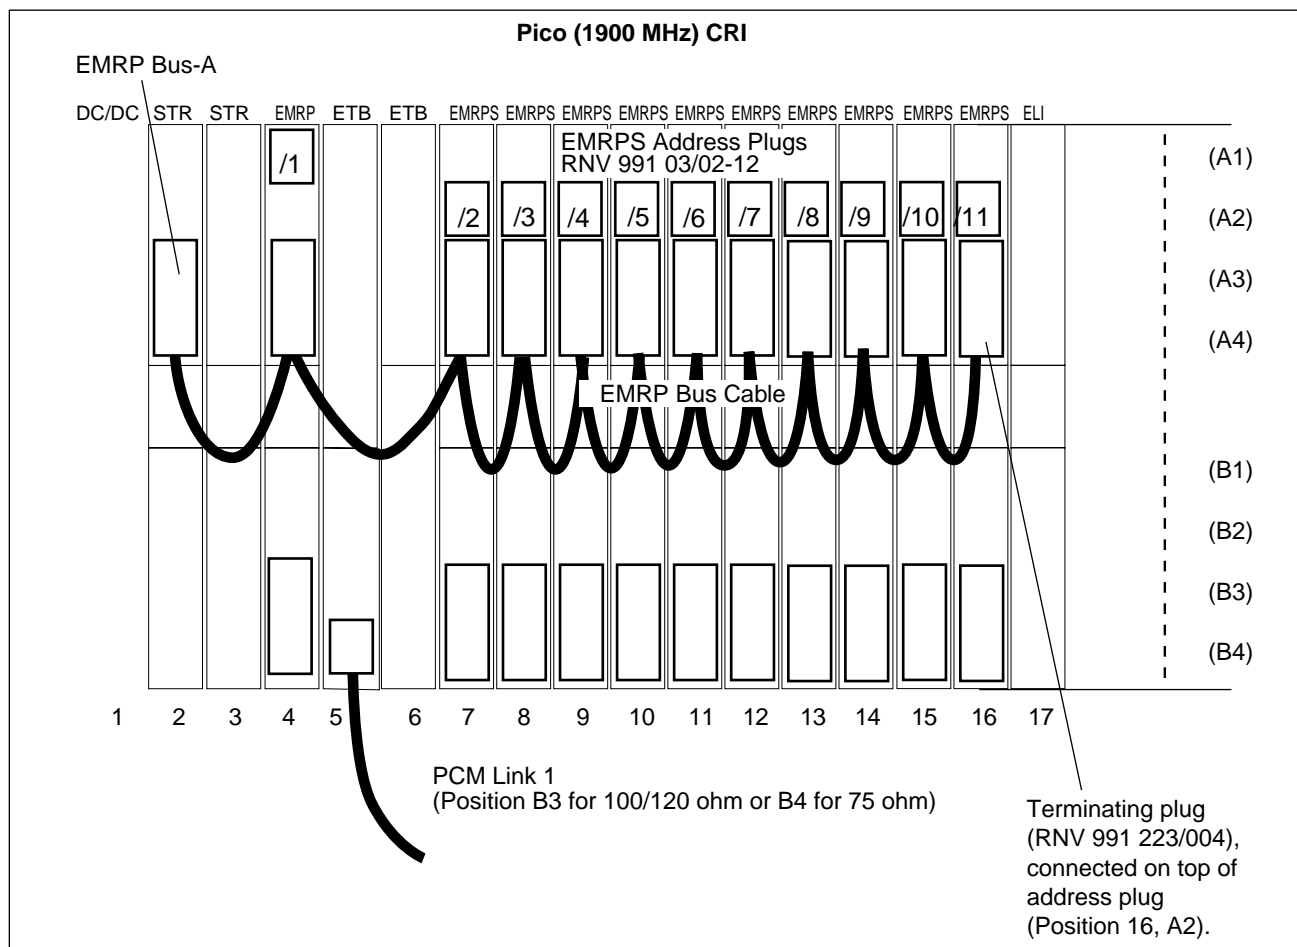 Pico (1900 MHz) CRI
EMRP Bus-A
DC/DC STR STR EMRP ETB ETB EMRPS EMRPS EMRPS EMRPS EMRPS EMRPS EMRPS EMRPS EMRPS EMRPS ELI
EMRPS Address Plugs
RNV 991 03/02-12
(A1)
/1
/2 /3 /4 /5 /6 /7 /8 /9 /10 /11
(A2)
(A3)
(A4)
EMRP Bus Cable
(B1)
(B2)
(B3)
(B4)
1 2 3 4 5 6 7 8 9 10 11 12 13 14 15 16 17
PCM Link 1
(Position B3 for 100/120 ohm or B4 for 75 ohm)
Terminating plug
(RNV 991 223/004),
connected on top of
address plug
(Position 16, A2).